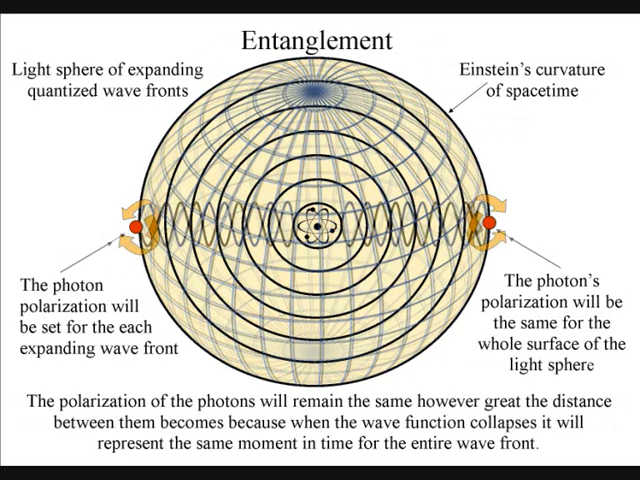 Entanglement
Light sphere of expanding
quantized wave fronts
Einstein's curvature
of spacetime
The photon
polarization will
be set for the each
expanding wave front
The photon's
polarization will be
the same for the
whole surface of the
light sphere
The polarization of the photons will remain the same however great the distance
between them becomes because when the wave function collapses it will
represent the same moment in time for the entire wave front.